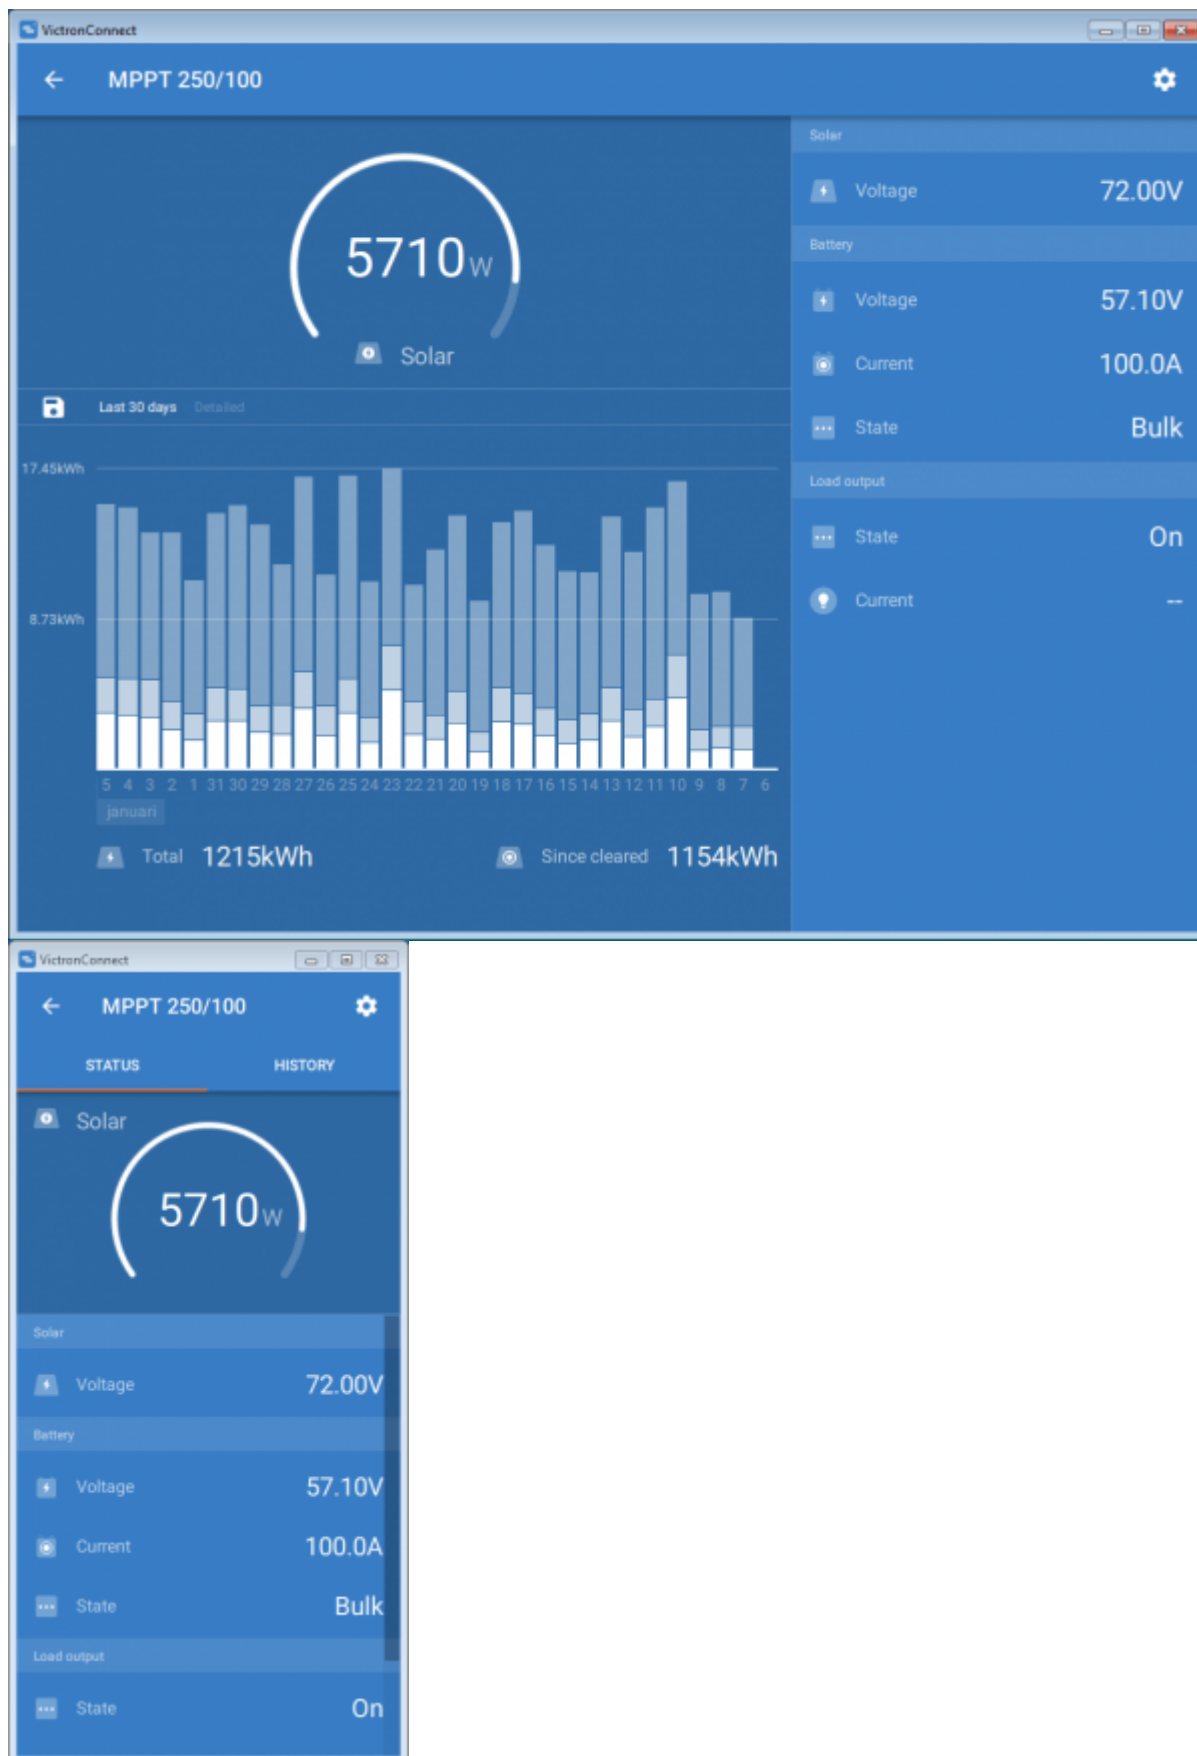 VictronConnect
MPPT 250/100
5710W
Solar
Last 30 days Detailed
17.45kWh
8.73kWh
5 4 3 2 1 31 30 29 28 27 26 25 24 23 22 21 20 19 18 17 16 15 14 13 12 11 10 9 8 7 6
januari
Total 1215kWh Since cleared 1154kWh
Solar
Voltage 72.00V
Battery
Voltage 57.10V
Current 100.0A
State Bulk
Load output
State On
Current --
VictronConnect
MPPT 250/100
STATUS HISTORY
Solar
5710W
Solar
Voltage 72.00V
Battery
Voltage 57.10V
Current 100.0A
State Bulk
Load output
State On